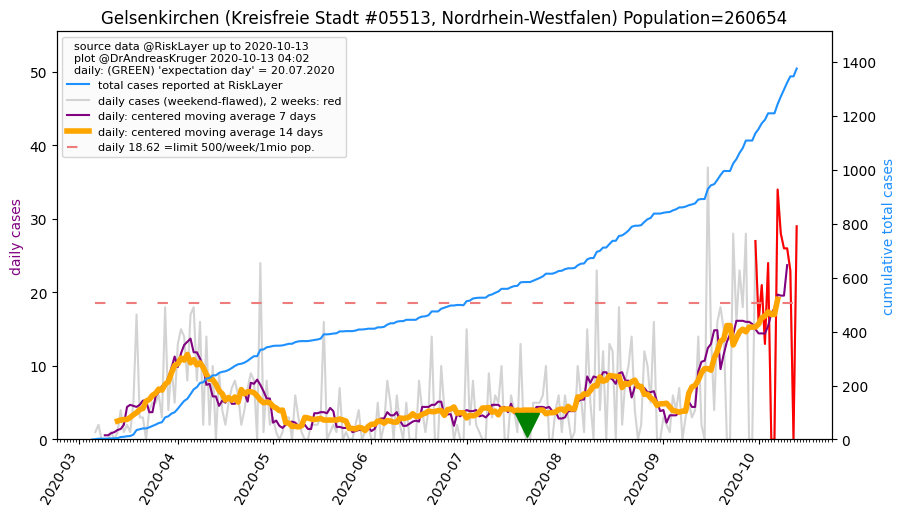 Gelsenkirchen (Kreisfreie Stadt #05513, Nordrhein-Westfalen) Population=260654
source data @RiskLayer up to 2020-10-13
plot @DrAndreasKruger 2020-10-13 04:02
daily: (GREEN) 'expectation day' = 20.07.2020
total cases reported at RiskLayer
daily cases (weekend-flawed), 2 weeks: red
daily: centered moving average 7 days
daily: centered moving average 14 days
daily 18.62 =limit 500/week/1mio pop.
daily cases
50
40
30
20
10
0
cumulative total cases
1400
1200
1000
800
600
400
200
0
2020-03
2020-04
2020-05
2020-06
2020-07
2020-08
2020-09
2020-10